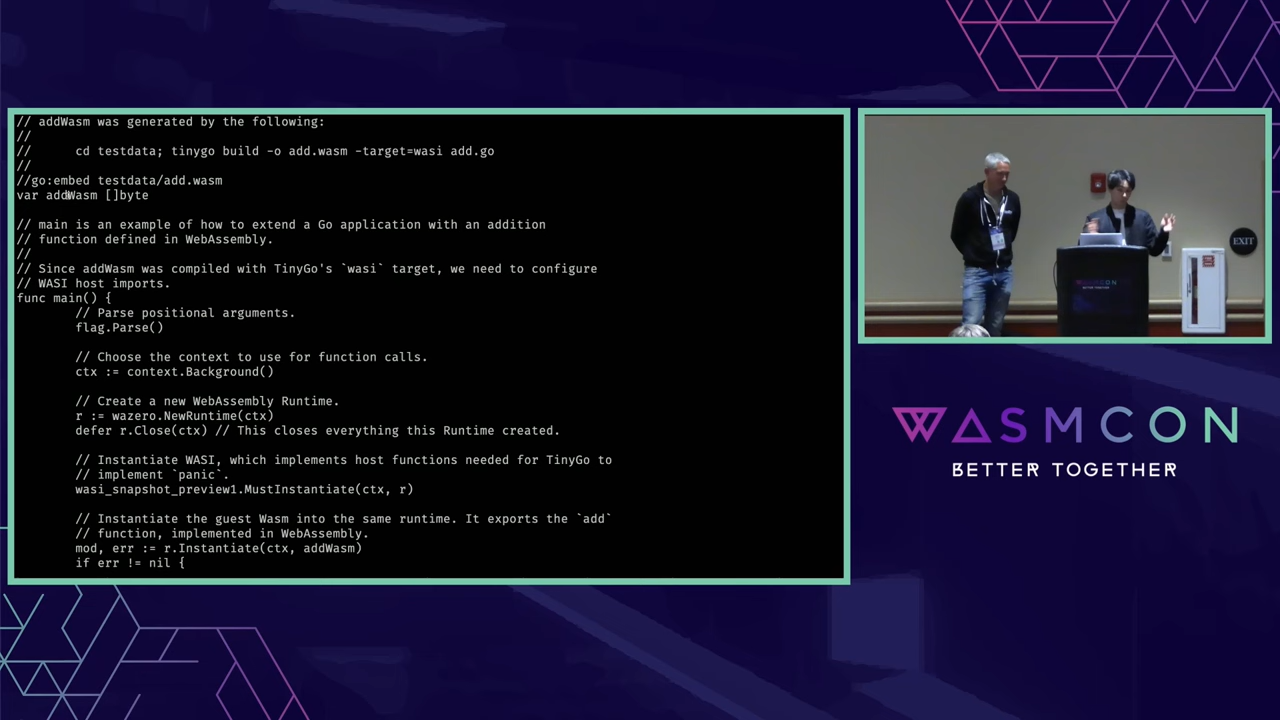 // addWasm was generated by the following:
//
//      cd testdata; tinygo build -o add.wasm -target=wasi add.go
//
//go:embed testdata/add.wasm
var addWasm []byte

// main is an example of how to extend a Go application with an addition
// function defined in WebAssembly.
//
// Since addWasm was compiled with TinyGo's `wasi` target, we need to configure
// WASI host imports.
func main() {
        // Parse positional arguments.
        flag.Parse()

        // Choose the context to use for function calls.
        ctx := context.Background()

        // Create a new WebAssembly Runtime.
        r := wazero.NewRuntime(ctx)
        defer r.Close(ctx) // This closes everything this Runtime created.

        // Instantiate WASI, which implements host functions needed for TinyGo to
        // implement `panic`.
        wasi_snapshot_preview1.MustInstantiate(ctx, r)

        // Instantiate the guest Wasm into the same runtime. It exports the `add`
        // function, implemented in WebAssembly.
        mod, err := r.Instantiate(ctx, addWasm)
        if err != nil {
EXIT
WASMCON
BETTER TOGETHER